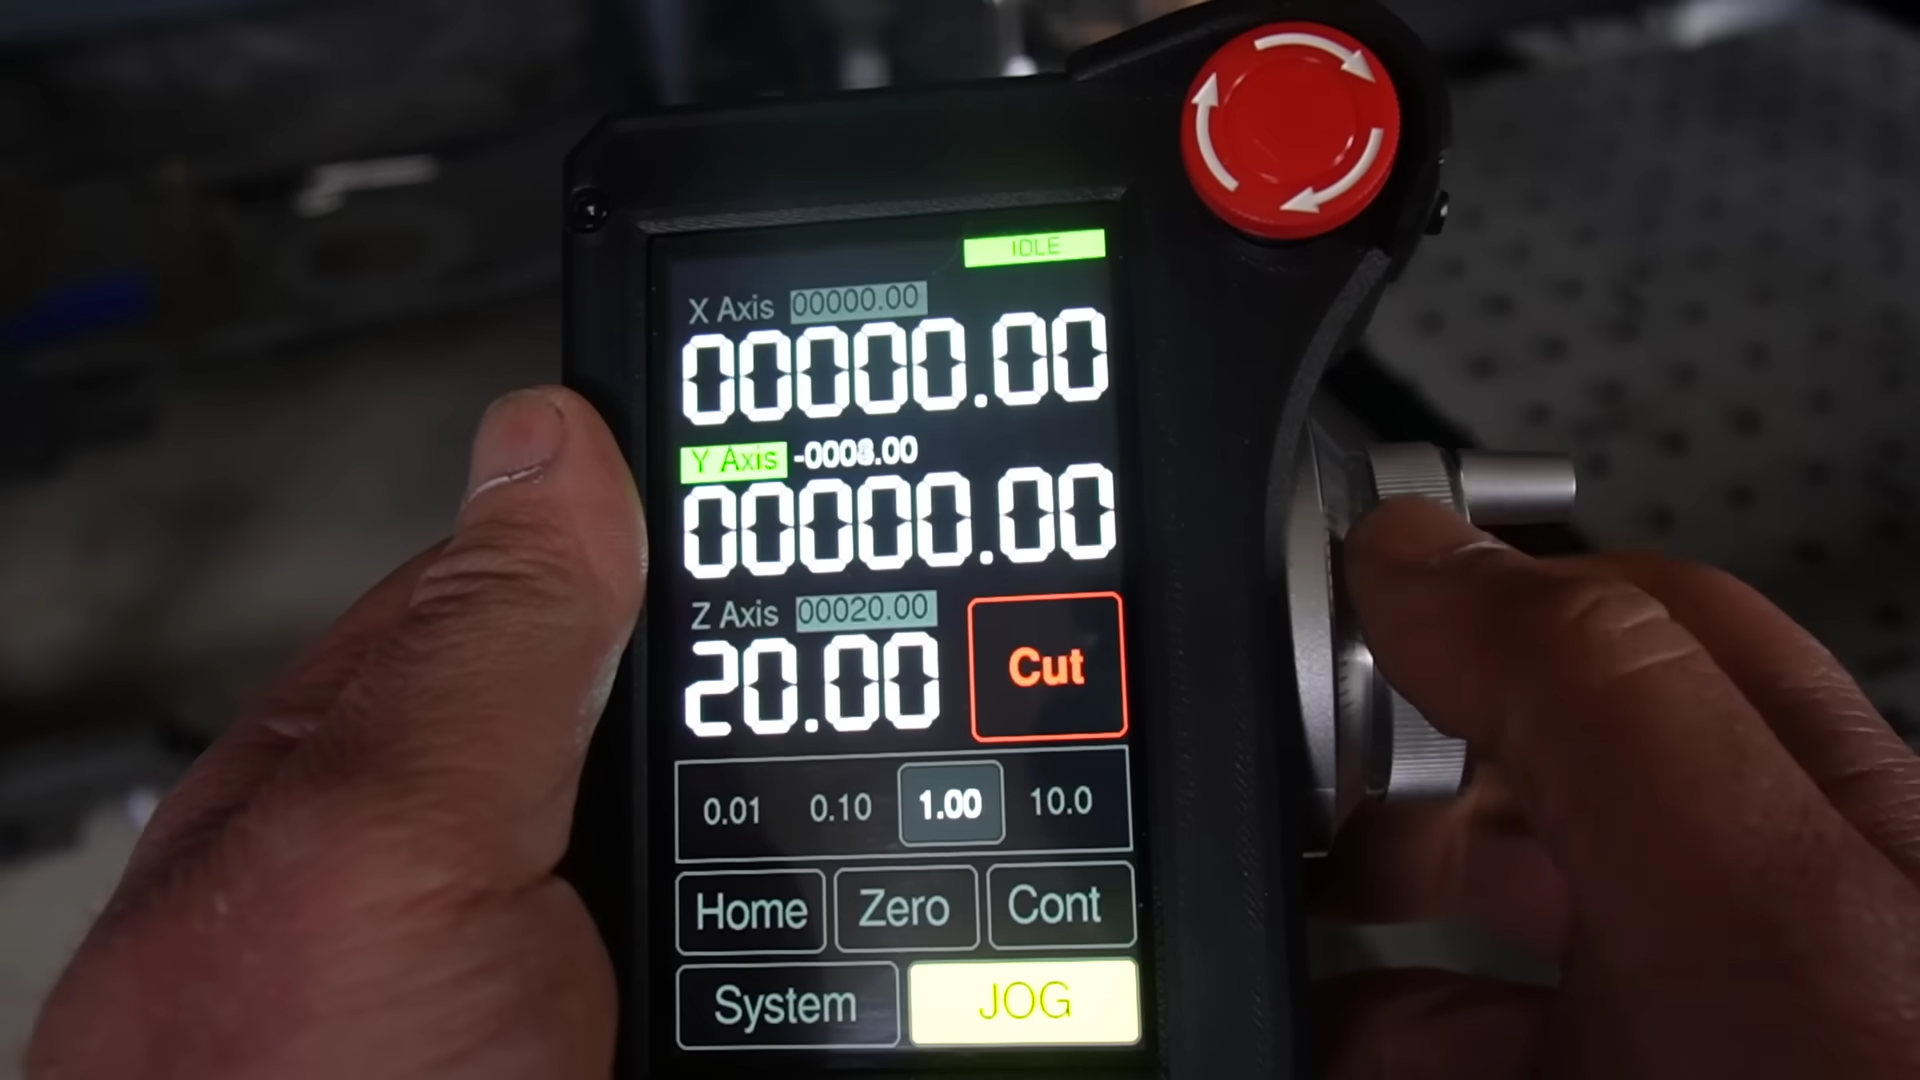 IDLE
X Axis 00000.00
00000.00
Y Axis
00000.00
Z Axis 00020.00
20.00
Cut
0.01 0.10 1.00 10.0
Home Zero Cont
System JOG